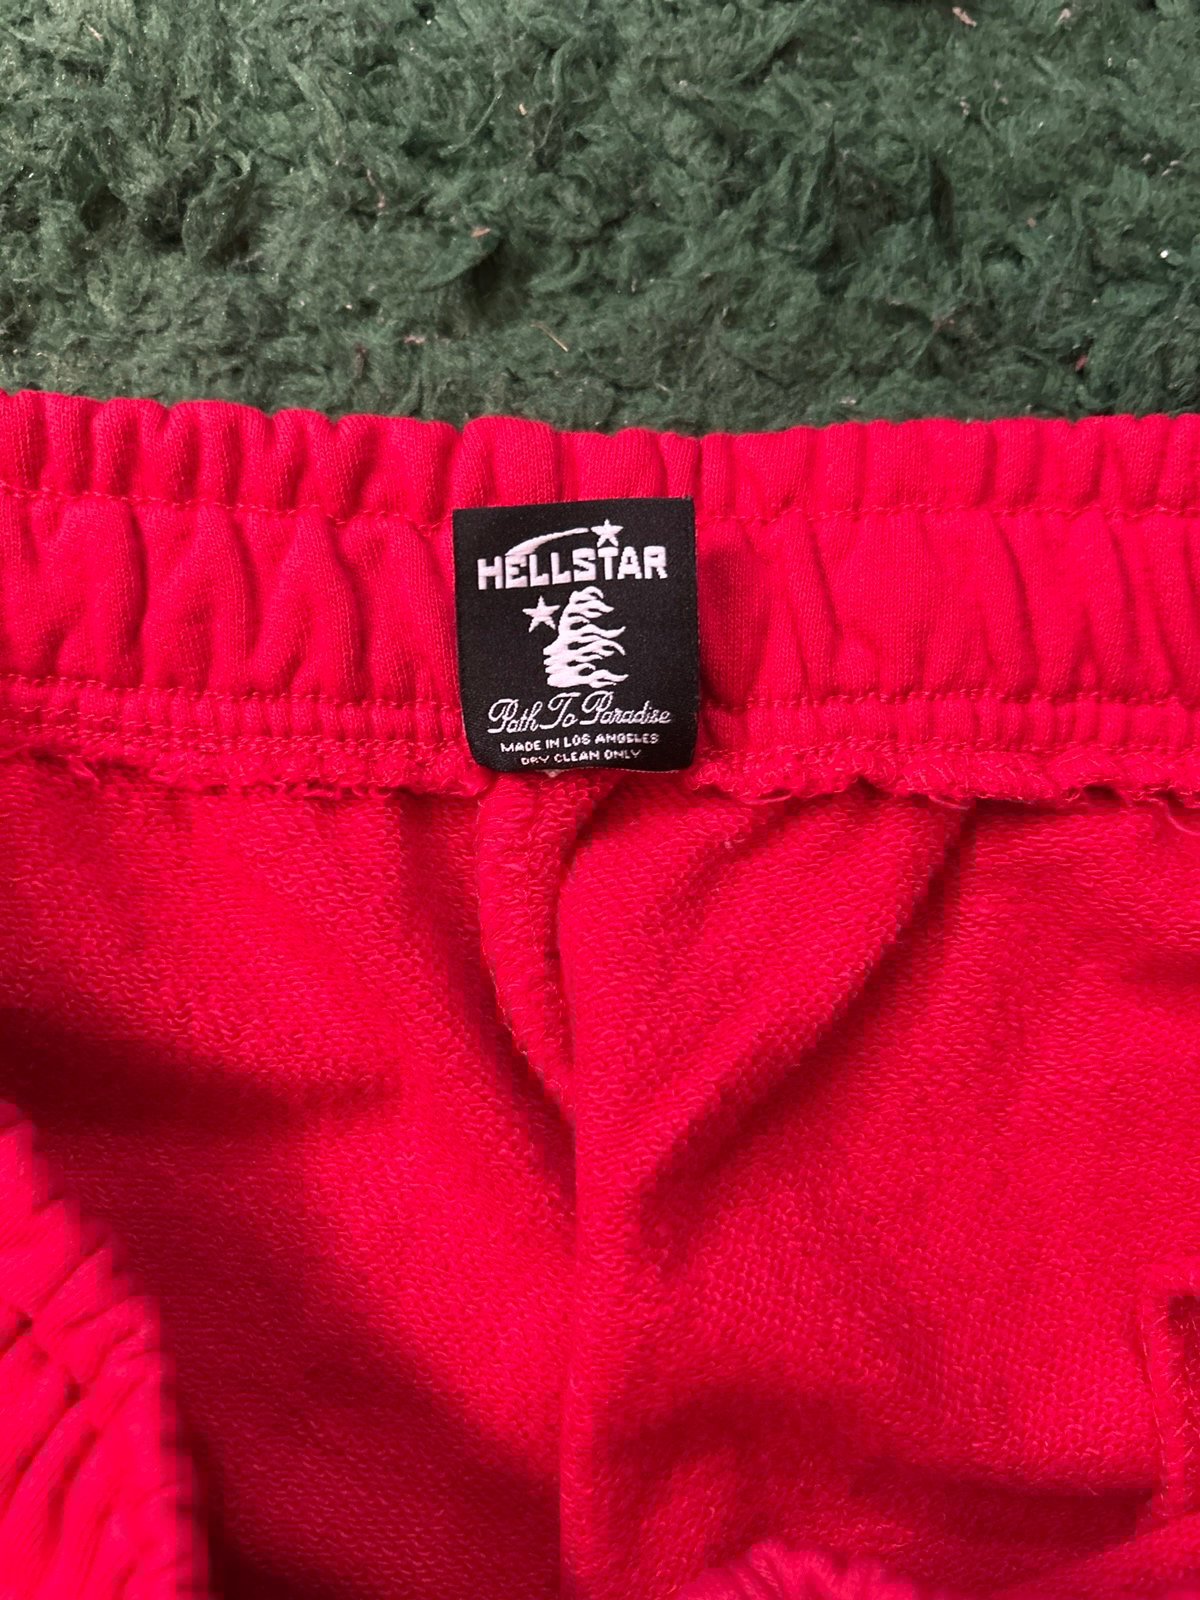 HELLSTAR
Path To Paradise
MADE IN LOS ANGELES
DRY CLEAN ONLY